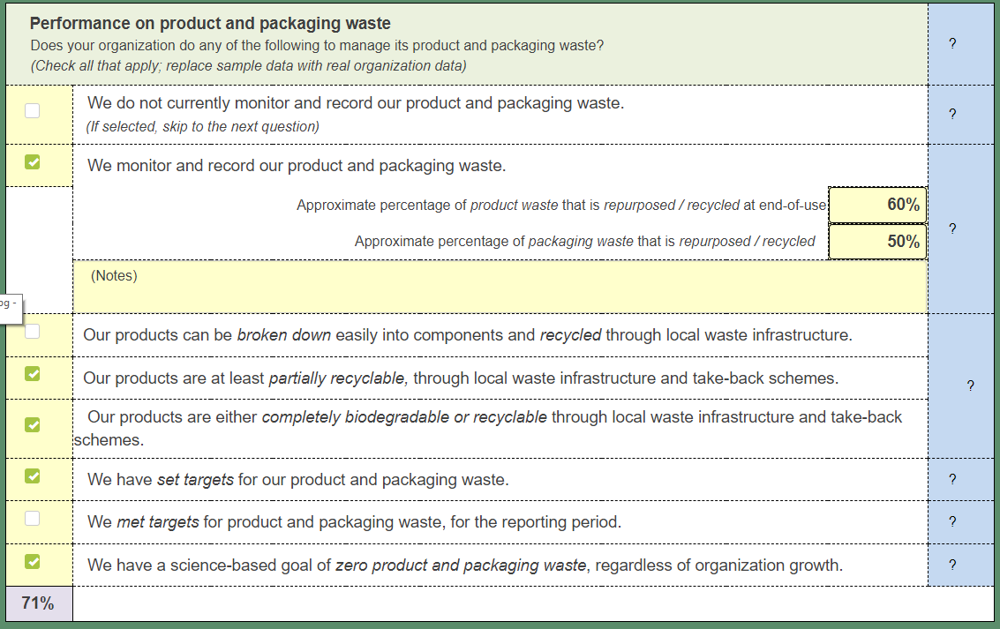 Performance on product and packaging waste
Does your organization do any of the following to manage its product and packaging waste?
(Check all that apply; replace sample data with real organization data)
?
We do not currently monitor and record our product and packaging waste.
(If selected, skip to the next question)
?
We monitor and record our product and packaging waste.
Approximate percentage of product waste that is repurposed / recycled at end-of-use
60%
Approximate percentage of packaging waste that is repurposed / recycled
50%
?
(Notes)
og -
Our products can be broken down easily into components and recycled through local waste infrastructure.
Our products are at least partially recyclable, through local waste infrastructure and take-back schemes.
?
Our products are either completely biodegradable or recyclable through local waste infrastructure and take-back
schemes.
We have set targets for our product and packaging waste.
?
We met targets for product and packaging waste, for the reporting period.
?
We have a science-based goal of zero product and packaging waste, regardless of organization growth.
?
71%